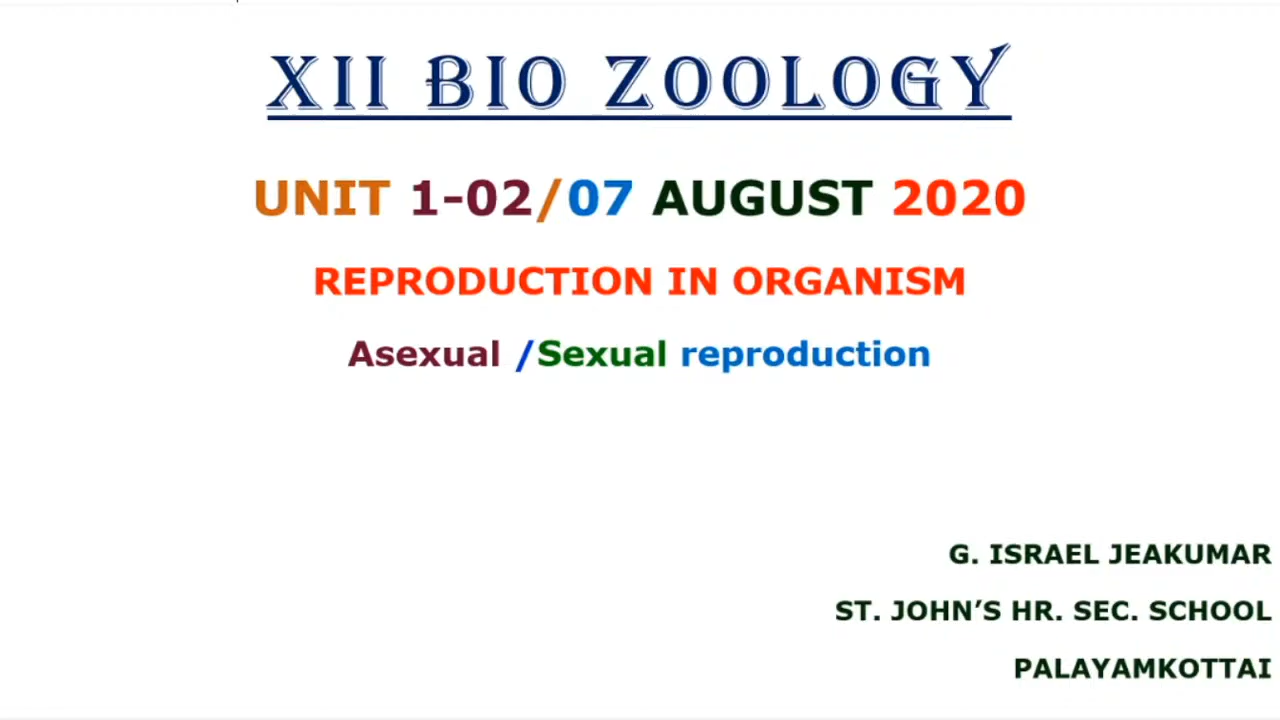 XII BIO ZOOLOGY
UNIT 1-02/07 AUGUST 2020
REPRODUCTION IN ORGANISM
Asexual /Sexual reproduction
G. ISRAEL JEAKUMAR
ST. JOHN’S HR. SEC. SCHOOL
PALAYAMKOTTAI